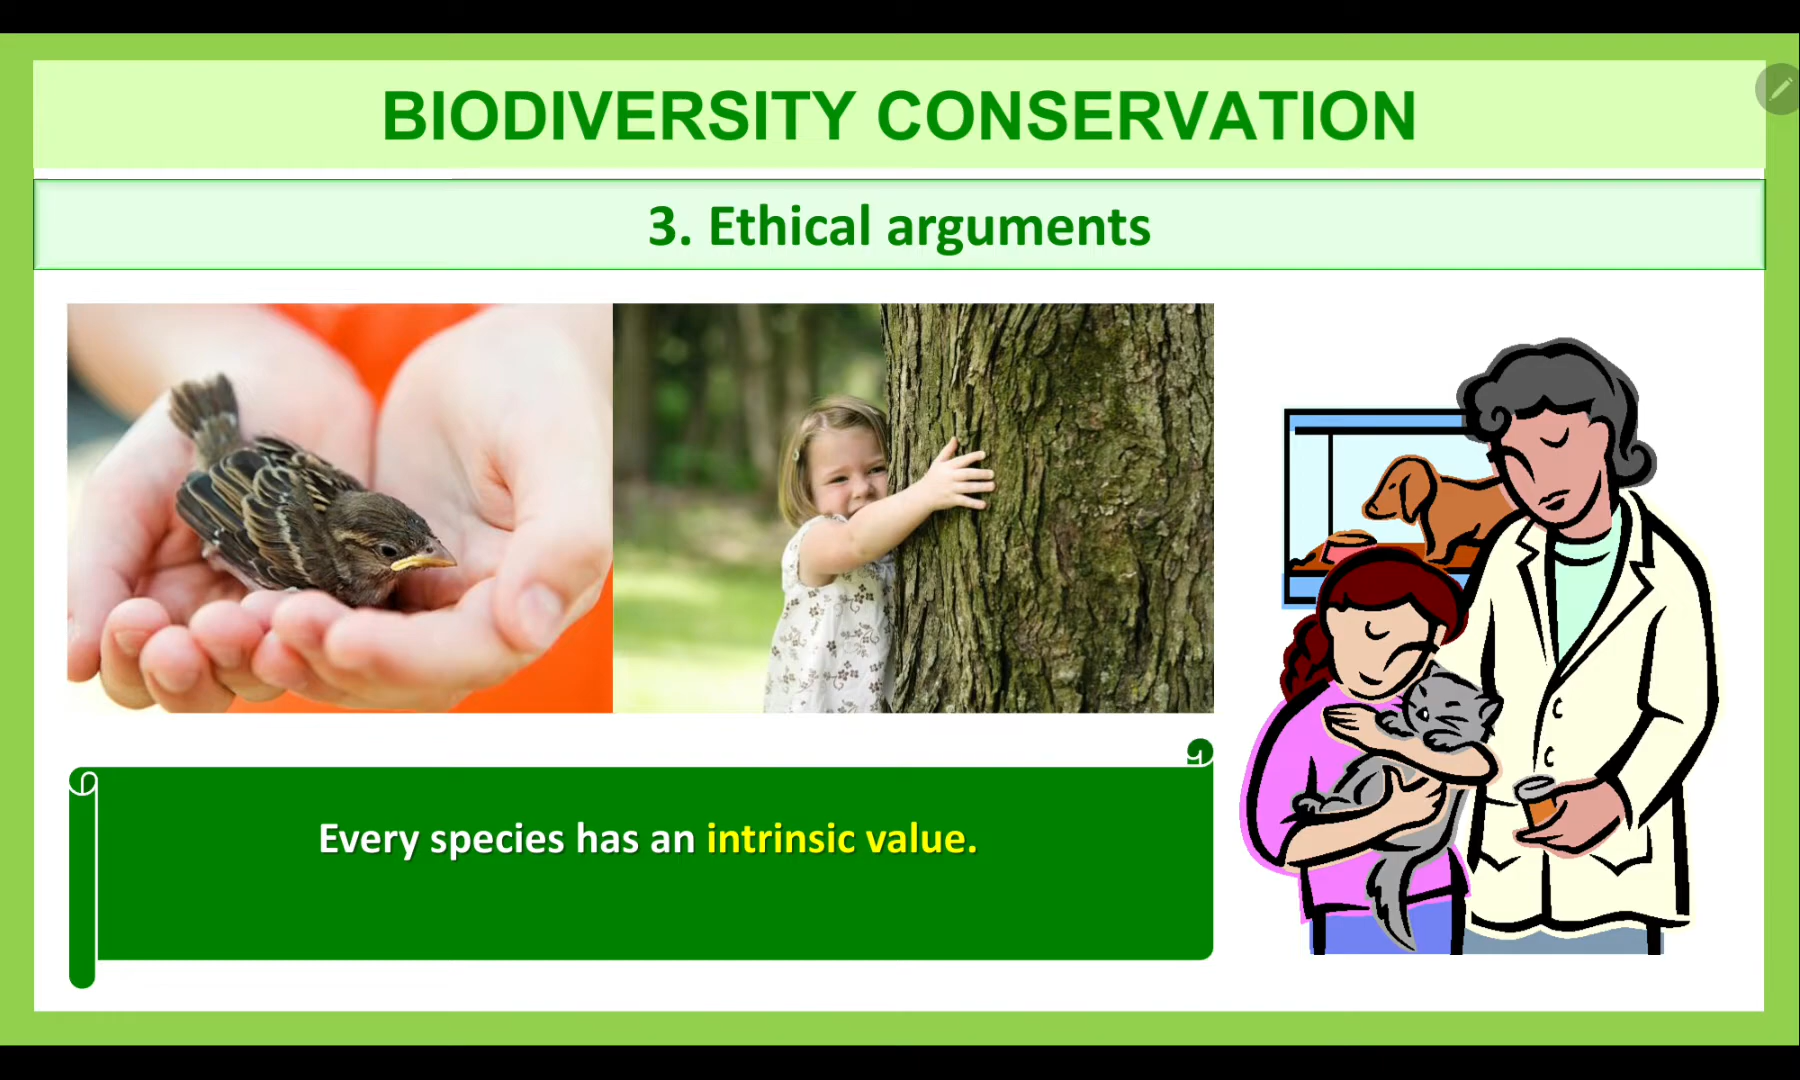 BIODIVERSITY CONSERVATION
3. Ethical arguments
Every species has an intrinsic value.